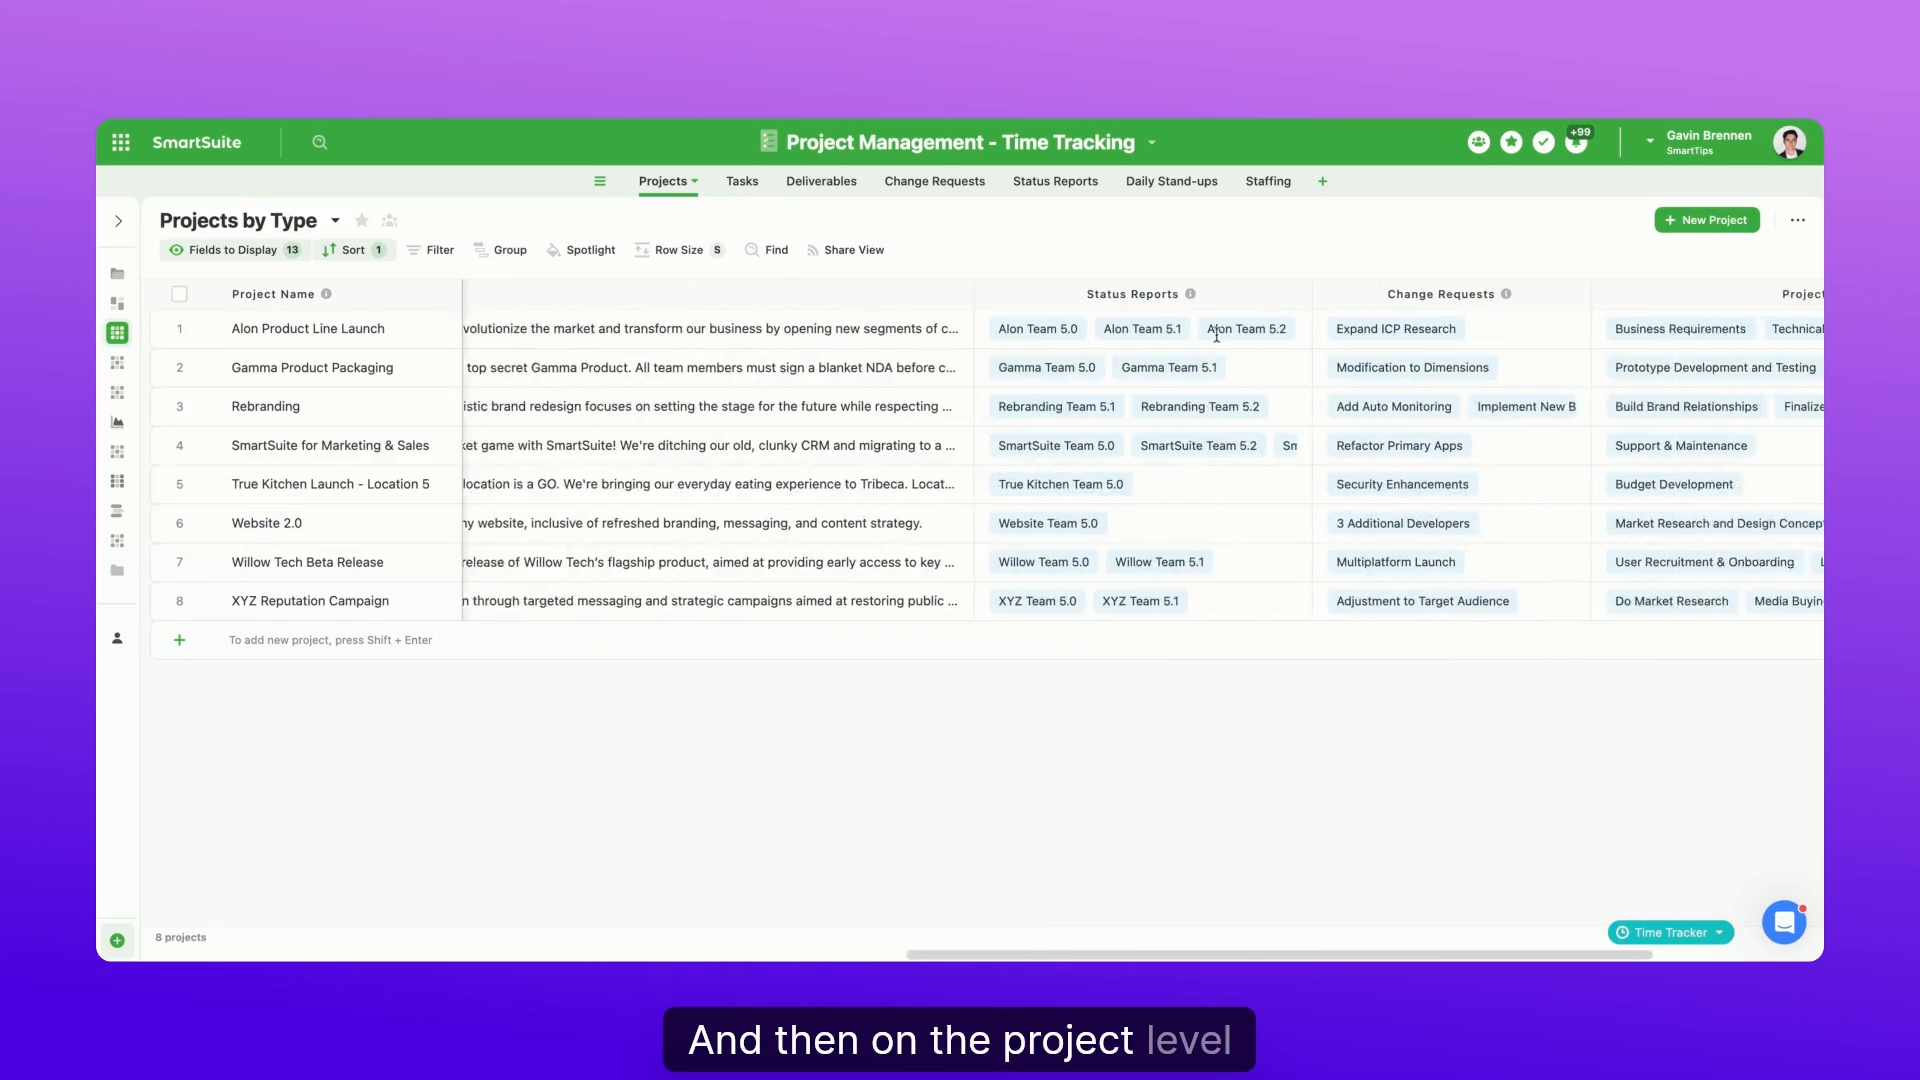 SmartSuite
Project Management - Time Tracking
+99
Gavin Brennen
SmartTips
Projects Tasks Deliverables Change Requests Status Reports Daily Stand-ups Staffing
Projects by Type
+ New Project
Fields to Display 13 Sort 1 Filter Group Spotlight Row Size S Find Share View
Project Name Status Reports Change Requests Project
1 Alon Product Line Launch volutionize the market and transform our business by opening new segments of c... Alon Team 5.0 Alon Team 5.1 Alon Team 5.2 Expand ICP Research Business Requirements Technical
2 Gamma Product Packaging top secret Gamma Product. All team members must sign a blanket NDA before c... Gamma Team 5.0 Gamma Team 5.1 Modification to Dimensions Prototype Development and Testing
3 Rebranding istic brand redesign focuses on setting the stage for the future while respecting ... Rebranding Team 5.1 Rebranding Team 5.2 Add Auto Monitoring Implement New B Build Brand Relationships Finalize
4 SmartSuite for Marketing & Sales ket game with SmartSuite! We're ditching our old, clunky CRM and migrating to a ... SmartSuite Team 5.0 SmartSuite Team 5.2 Sm Refactor Primary Apps Support & Maintenance
5 True Kitchen Launch - Location 5 location is a GO. We're bringing our everyday eating experience to Tribeca. Locat... True Kitchen Team 5.0 Security Enhancements Budget Development
6 Website 2.0 ny website, inclusive of refreshed branding, messaging, and content strategy. Website Team 5.0 3 Additional Developers Market Research and Design Concep
7 Willow Tech Beta Release release of Willow Tech's flagship product, aimed at providing early access to key ... Willow Team 5.0 Willow Team 5.1 Multiplatform Launch User Recruitment & Onboarding L
8 XYZ Reputation Campaign n through targeted messaging and strategic campaigns aimed at restoring public ... XYZ Team 5.0 XYZ Team 5.1 Adjustment to Target Audience Do Market Research Media Buyin
To add new project, press Shift + Enter
8 projects
Time Tracker
And then on the project level